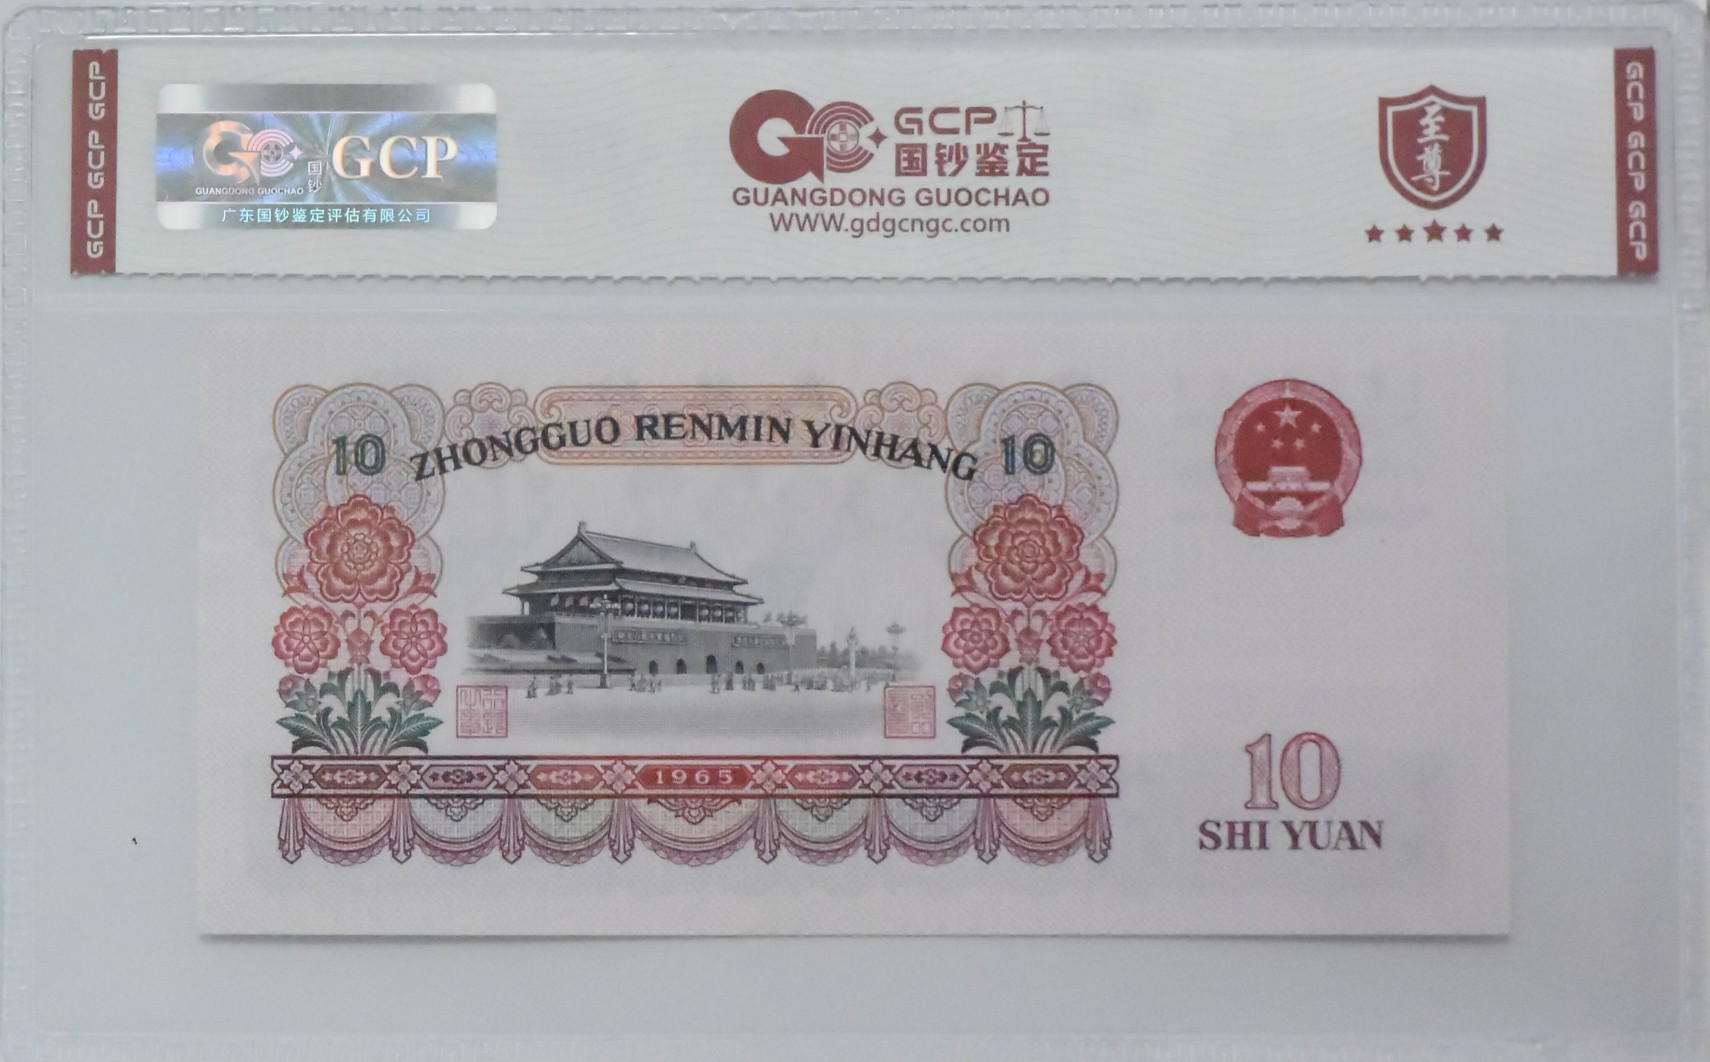 GCP GCP GCP
GCP
国钞
GUANGDONG GUOCHAO
广东国钞鉴定评估有限公司
GCP
国钞鉴定
GUANGDONG GUOCHAO
WWW.gdgcngc.com
至尊
GCP GCP GCP
10 ZHONGGUO RENMIN YINHANG 10
1965
10
SHI YUAN